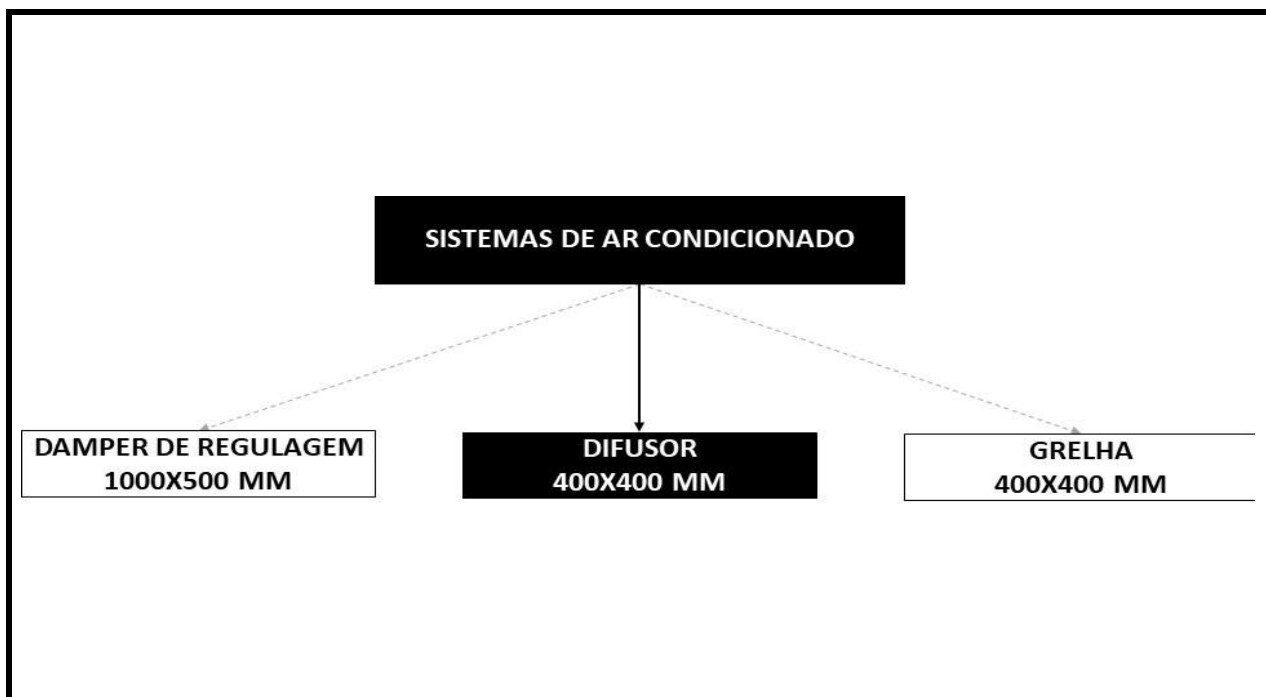 SISTEMAS DE AR CONDICIONADO
DAMPER DE REGULAGEM
1000X500 MM
DIFUSOR
400X400 MM
GRELHA
400X400 MM